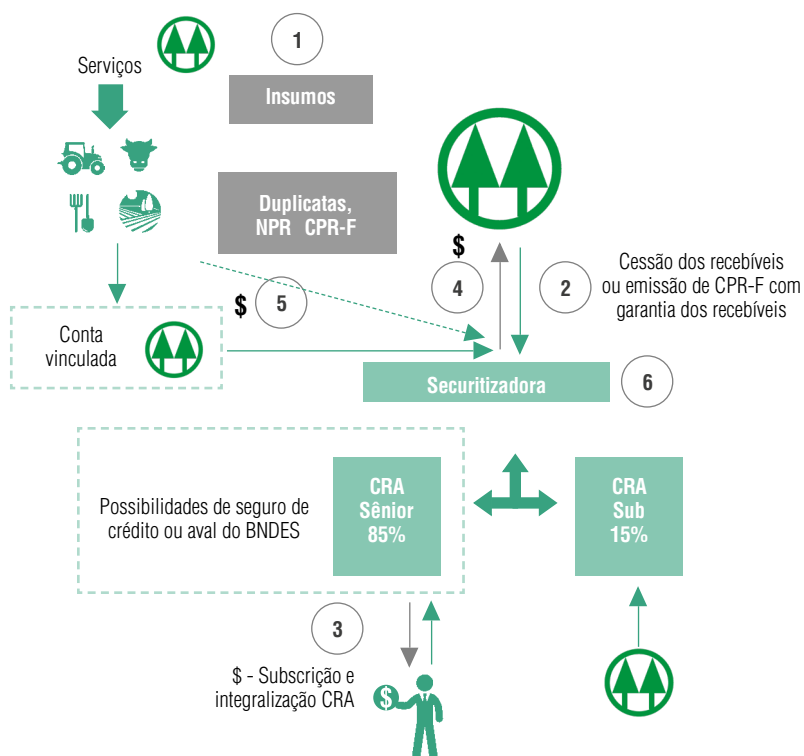 1
Serviços
Insumos
Duplicatas,
NPR CPR-F
$
4
2
Cessão dos recebíveis
ou emissão de CPR-F com
garantia dos recebíveis
$
5
Conta
vinculada
Securitizadora
6
Possibilidades de seguro de
crédito ou aval do BNDES
CRA
Sênior
85%
CRA
Sub
15%
3
$ - Subscrição e
integralização CRA
$